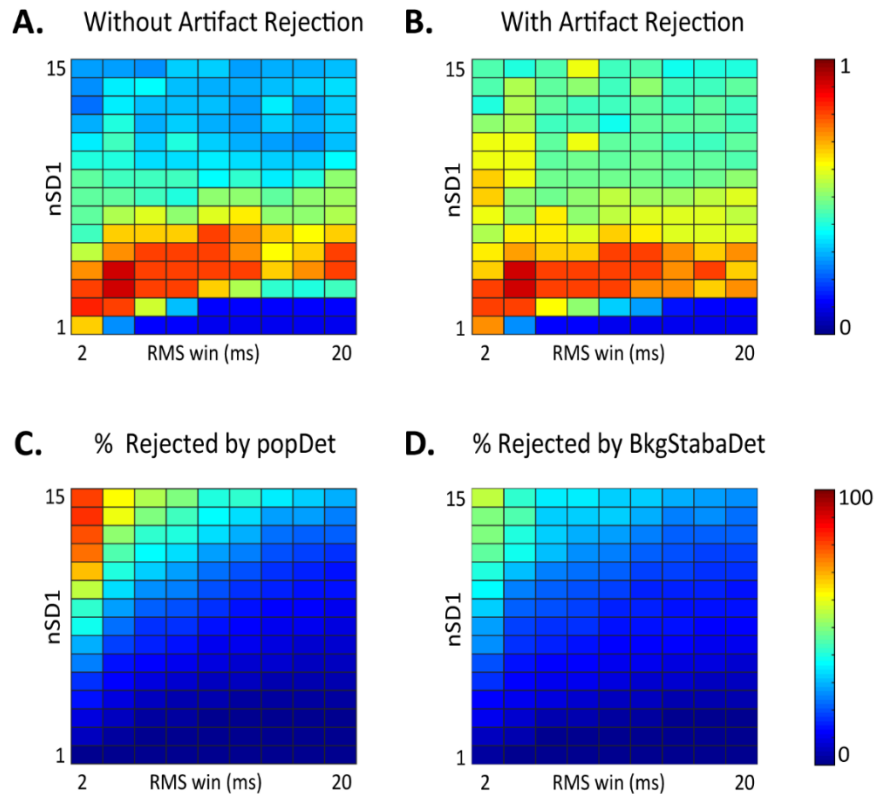 A. Without Artifact Rejection
B. With Artifact Rejection
15
nSD1
1
2 RMS win (ms) 20
15
nSD1
1
2 RMS win (ms) 20
1
0
C. % Rejected by popDet
D. % Rejected by BkgStabaDet
15
nSD1
1
2 RMS win (ms) 20
15
nSD1
1
2 RMS win (ms) 20
100
0